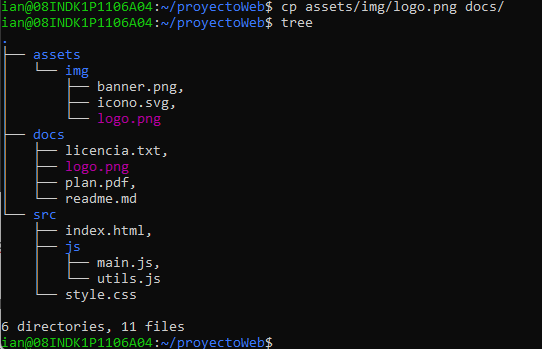 ian@08INDK1P1106A04:~/proyectoWeb$ cp assets/img/logo.png docs/
ian@08INDK1P1106A04:~/proyectoWeb$ tree
.
├── assets
│   └── img
│       ├── banner.png,
│       ├── icono.svg,
│       └── logo.png
├── docs
│   ├── licencia.txt,
│   ├── logo.png
│   ├── plan.pdf,
│   └── readme.md
└── src
    ├── index.html,
    ├── js
    │   ├── main.js,
    │   └── utils.js
    └── style.css
6 directories, 11 files
ian@08INDK1P1106A04:~/proyectoWeb$